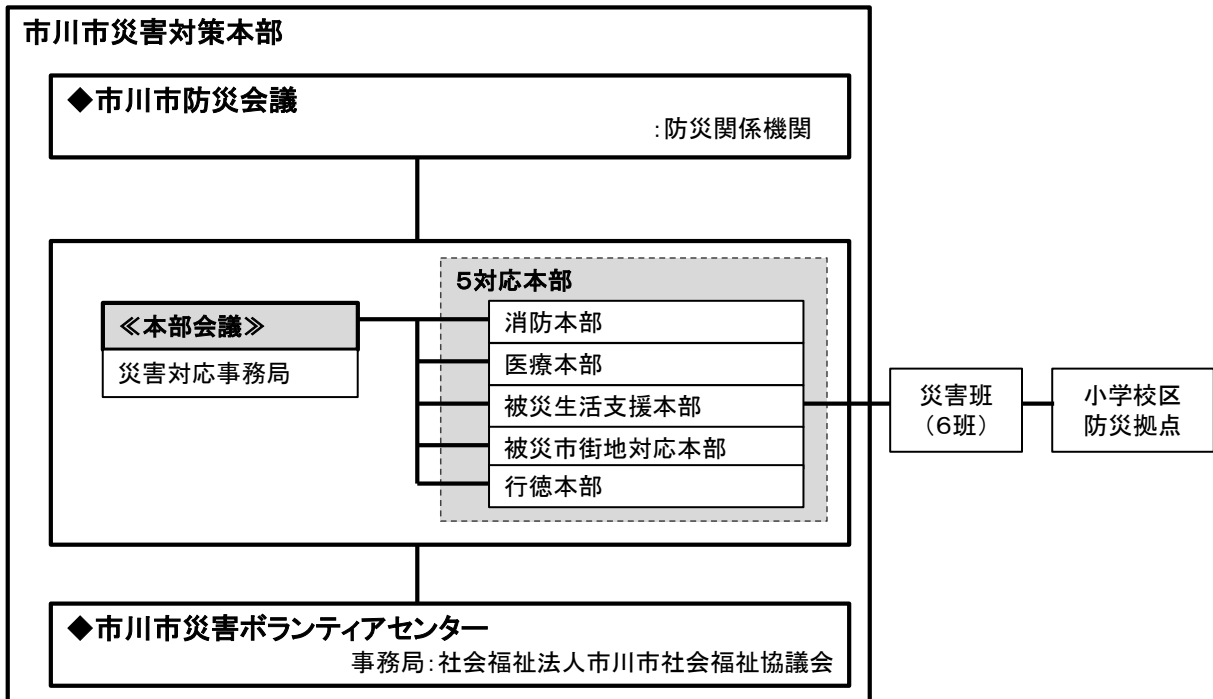 市川市災害対策本部
◆市川市防災会議
:防災関係機関
5対応本部
≪本部会議≫
災害対応事務局
消防本部
医療本部
被災生活支援本部
被災市街地対応本部
行徳本部
災害班
(6班)
小学校区
防災拠点
◆市川市災害ボランティアセンター
事務局:社会福祉法人市川市社会福祉協議会